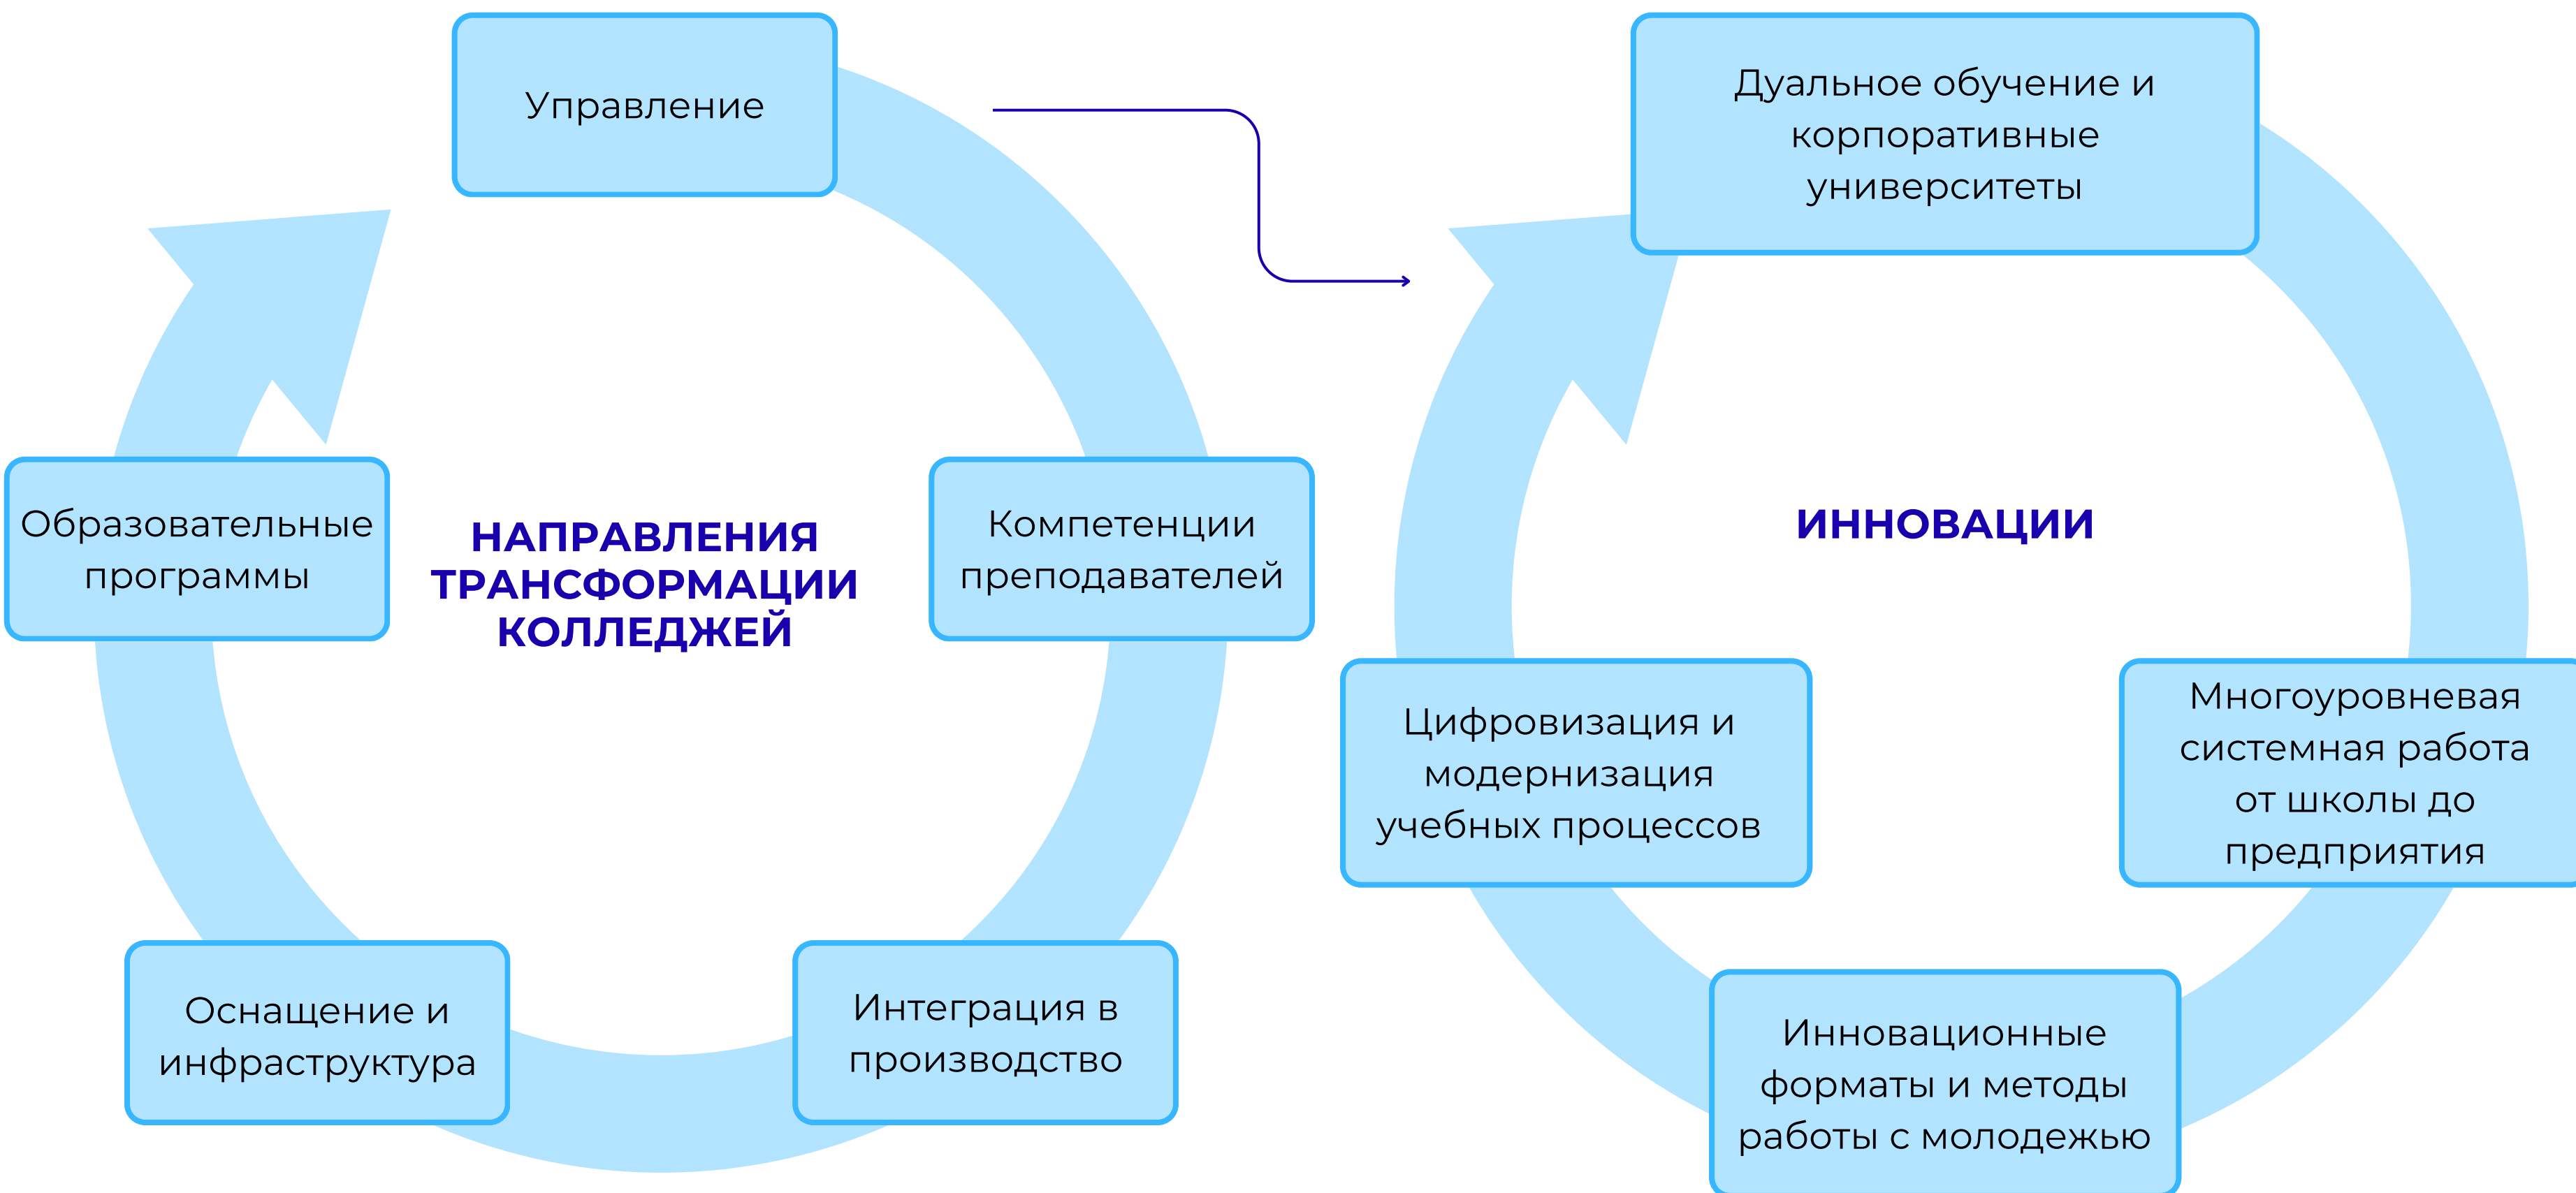 Управление
Компетенции
преподавателей
Интеграция в
производство
Оснащение и
инфраструктура
Образовательные
программы
НАПРАВЛЕНИЯ
ТРАНСФОРМАЦИИ
КОЛЛЕДЖЕЙ
Дуальное обучение и
корпоративные
университеты
Многоуровневая
системная работа
от школы до
предприятия
Инновационные
форматы и методы
работы с молодежью
Цифровизация и
модернизация
учебных процессов
ИННОВАЦИИ